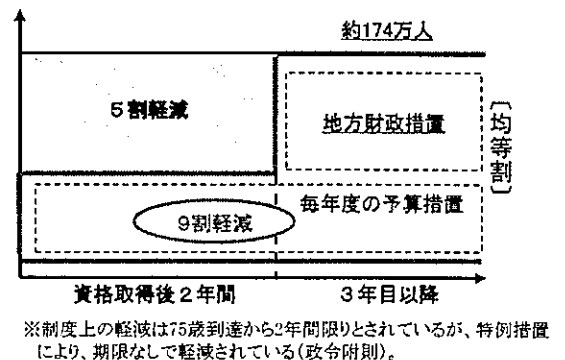 約174万人
5割軽減
地方財政措置
〔均等割〕
毎年度の予算措置
9割軽減
資格取得後2年間
3年目以降
※制度上の軽減は75歳到達から2年間限りとされているが、特例措置
により、期限なしで軽減されている(政令附則)。